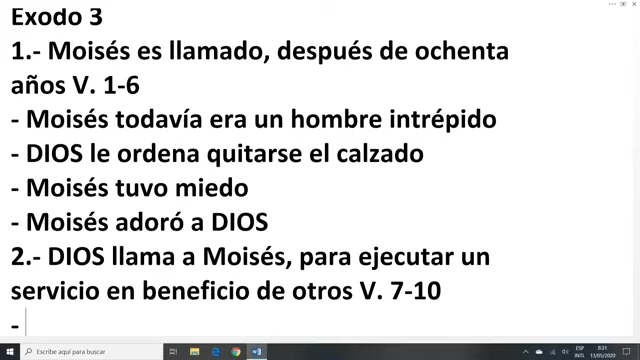 Exodo 3
1.- Moisés es llamado, después de ochenta
años V. 1-6
- Moisés todavía era un hombre intrépido
- DIOS le ordena quitarse el calzado
- Moisés tuvo miedo
- Moisés adoró a DIOS
2.- DIOS llama a Moisés, para ejecutar un
servicio en beneficio de otros V. 7-10
-
Escribe aquí para buscar
ESP
INTL
8:31
13/05/2020